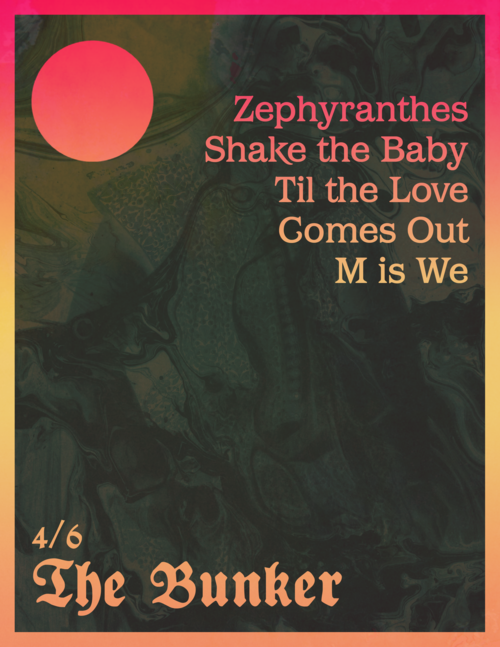 Zephyranthes
Shake the Baby
Til the Love
Comes Out
M is We
4/6
The Bunker